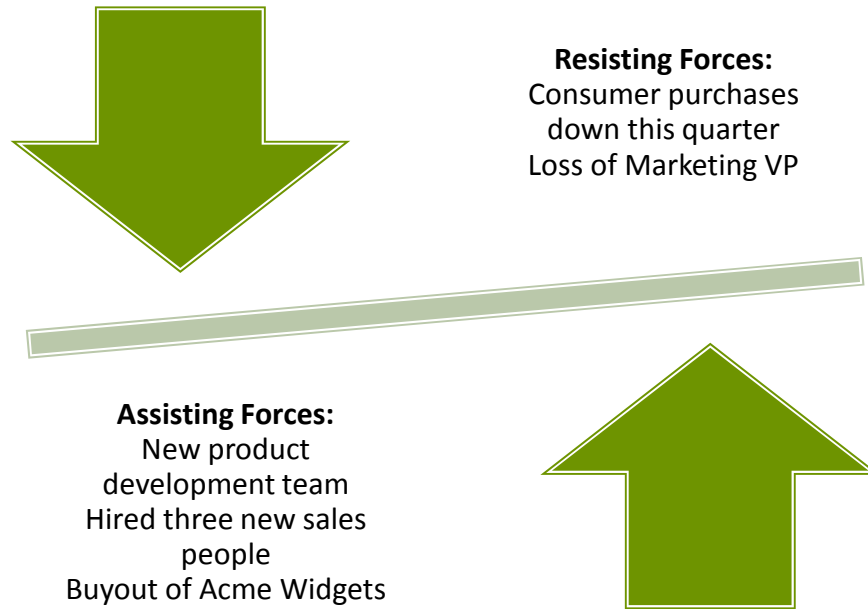 Resisting Forces:
Consumer purchases
down this quarter
Loss of Marketing VP
Assisting Forces:
New product
development team
Hired three new sales
people
Buyout of Acme Widgets